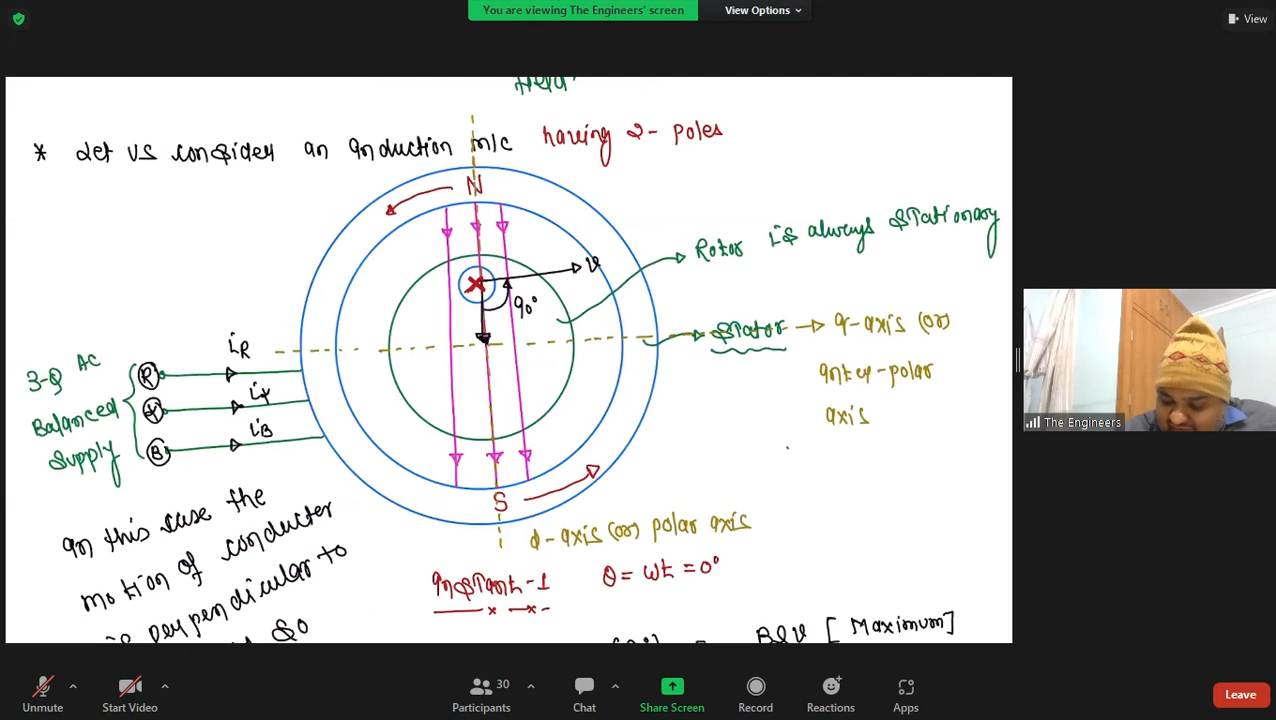 You are viewing The Engineers' screen
View Options
View
Field
* Let us consider an induction m/c having 2-poles
N
Rotor is always stationary
v
90°
Stator
q-axis (or)
inter-polar
axis
3-Φ AC
Balanced
Supply
R
Y
B
iR
iY
iB
S
d-axis (or) polar axis
Instant-1 θ = ωt = 0°
In this case the
motion of conductor
is perpendicular to
so
= Blv [Maximum]
The Engineers
Unmute
Start Video
30
Participants
Chat
Share Screen
Record
Reactions
Apps
Leave